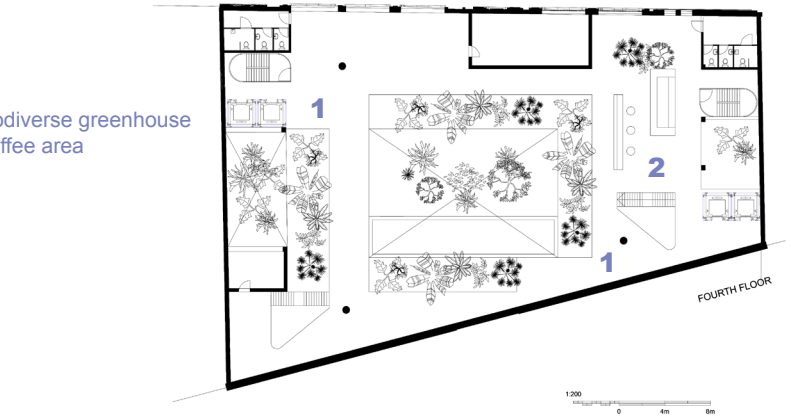 odiverse greenhouse
ffee area
1
2
1
FOURTH FLOOR
1:200
0 4m 8m